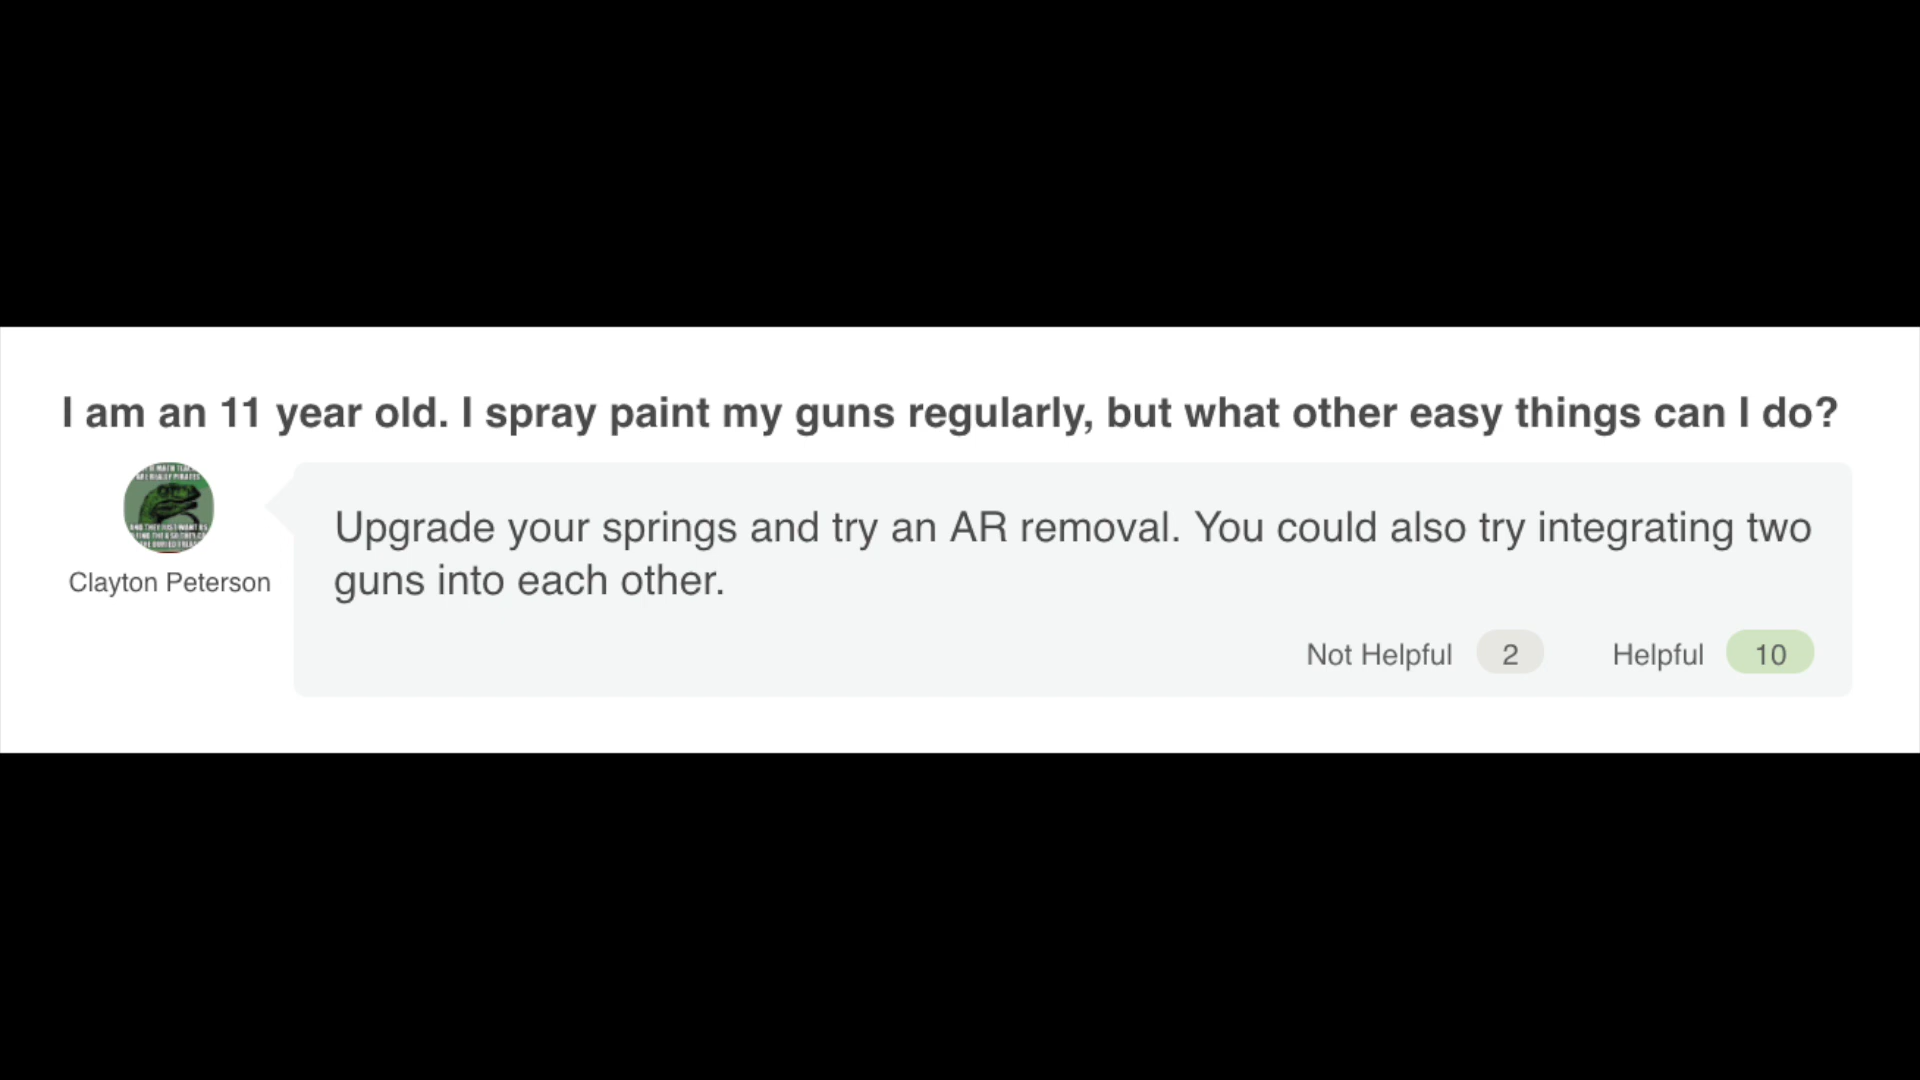 I am an 11 year old. I spray paint my guns regularly, but what other easy things can I do?
Upgrade your springs and try an AR removal. You could also try integrating two
guns into each other.
Clayton Peterson
Not Helpful 2 Helpful 10